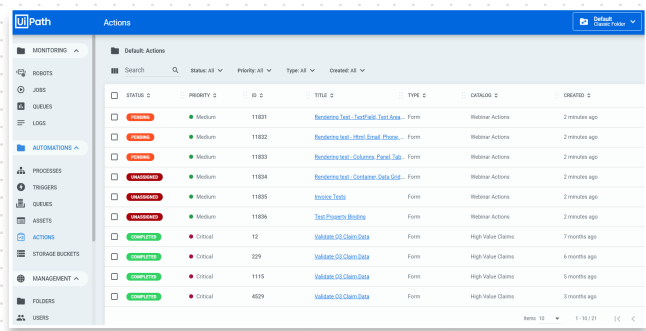 UiPath Actions Default
Classic Folder
MONITORING
ROBOTS
JOBS
QUEUES
LOGS
AUTOMATIONS
PROCESSES
TRIGGERS
QUEUES
ASSETS
ACTIONS
STORAGE BUCKETS
MANAGEMENT
FOLDERS
USERS
Default: Actions
Search Status: All Priority: All Type: All Created: All
STATUS PRIORITY ID TITLE TYPE CATALOG CREATED
PENDING Medium 11831 Rendering Test - TextField, Text Area... Form Webinar Actions 2 minutes ago
PENDING Medium 11832 Rendering test - Html, Email, Phone,... Form Webinar Actions 2 minutes ago
PENDING Medium 11833 Rendering test - Columns, Panel, Tab... Form Webinar Actions 2 minutes ago
UNASSIGNED Medium 11834 Rendering test - Container, Data Grid... Form Webinar Actions 2 minutes ago
UNASSIGNED Medium 11835 Invoice Tests Form Webinar Actions 2 minutes ago
UNASSIGNED Medium 11836 Test Property Binding Form Webinar Actions 2 minutes ago
COMPLETED Critical 12 Validate Q3 Claim Data Form High Value Claims 7 months ago
COMPLETED Critical 229 Validate Q3 Claim Data Form High Value Claims 6 months ago
COMPLETED Critical 1115 Validate Q3 Claim Data Form High Value Claims 5 months ago
COMPLETED Critical 4529 Validate Q3 Claim Data Form High Value Claims 3 months ago
Items 10 1 - 10 / 21